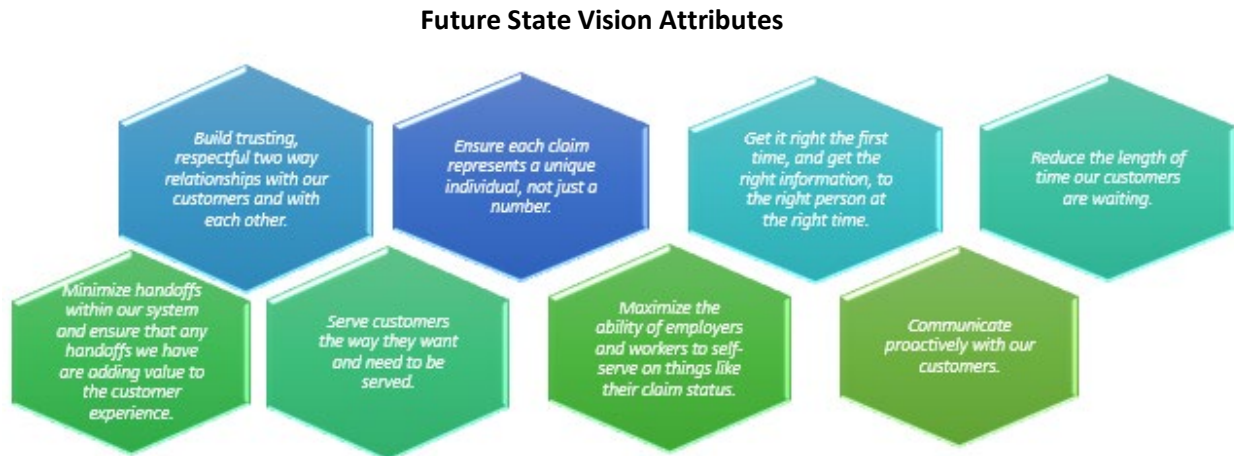 Future State Vision Attributes
Build trusting,
respectful two way
relationships with our
customers and with
each other.
Ensure each claim
represents a unique
individual, not just a
number.
Get it right the first
time, and get the
right information, to
the right person at
the right time.
Reduce the length of
time our customers
are waiting.
Minimize handoffs
within our system
and ensure that any
handoffs we have
are adding value to
the customer
experience.
Serve customers
the way they want
and need to be
served.
Maximize the
ability of employers
and workers to self-
serve on things like
their claim status.
Communicate
proactively with our
customers.